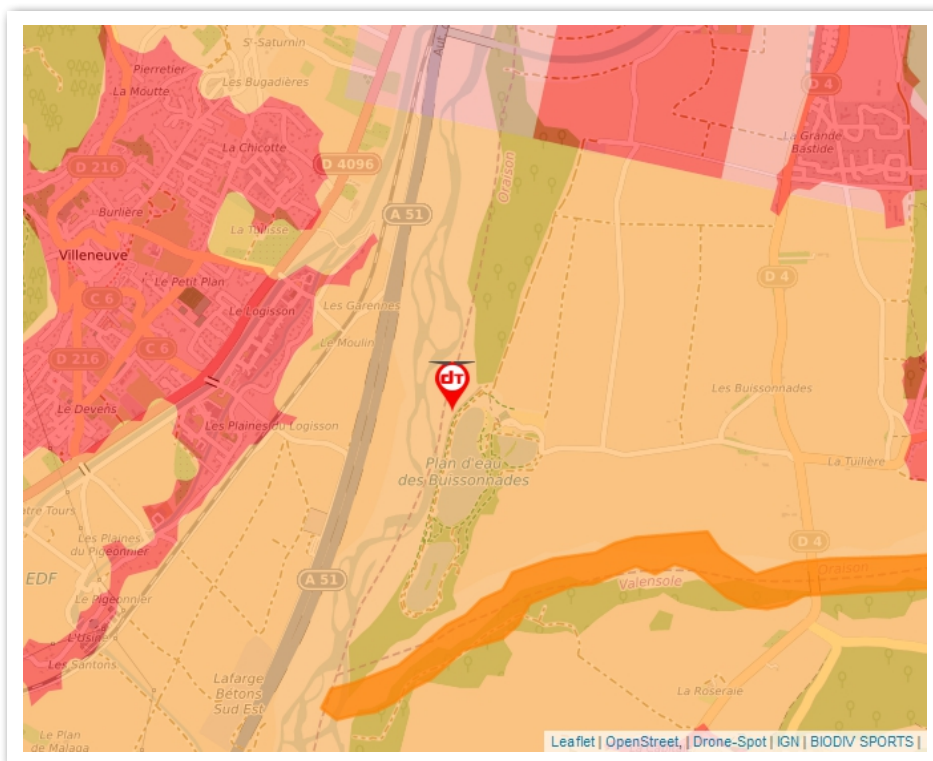 St-Saturnin
Aut
Pierretier
Les Bugadières
La Moutte
D 4
La Chicotte
La Grande
Bastide
D 216
D 4096
Oraison
Burlière
A 51
La Tuilisse
Villeneuve
Le Petit Plan
D 4
C 6
Le Logisson
Les Garennes
Le Moulin
D 216
C 6
dT
Les Buissonnades
Le Devens
Les Plaines du Logisson
Plan d'eau
des Buissonnades
La Tuilière
atre Tours
Les Plaines
du Pigeonnier
D 4
EDF
A 51
Oraison
Valensole
Le Pigeonnier
L'Usine
Les Santons
Lafarge
Bétons
Sud Est
La Roseraie
Le Plan
de Malaga
Leaflet | OpenStreet, | Drone-Spot | IGN | BIODIV SPORTS |